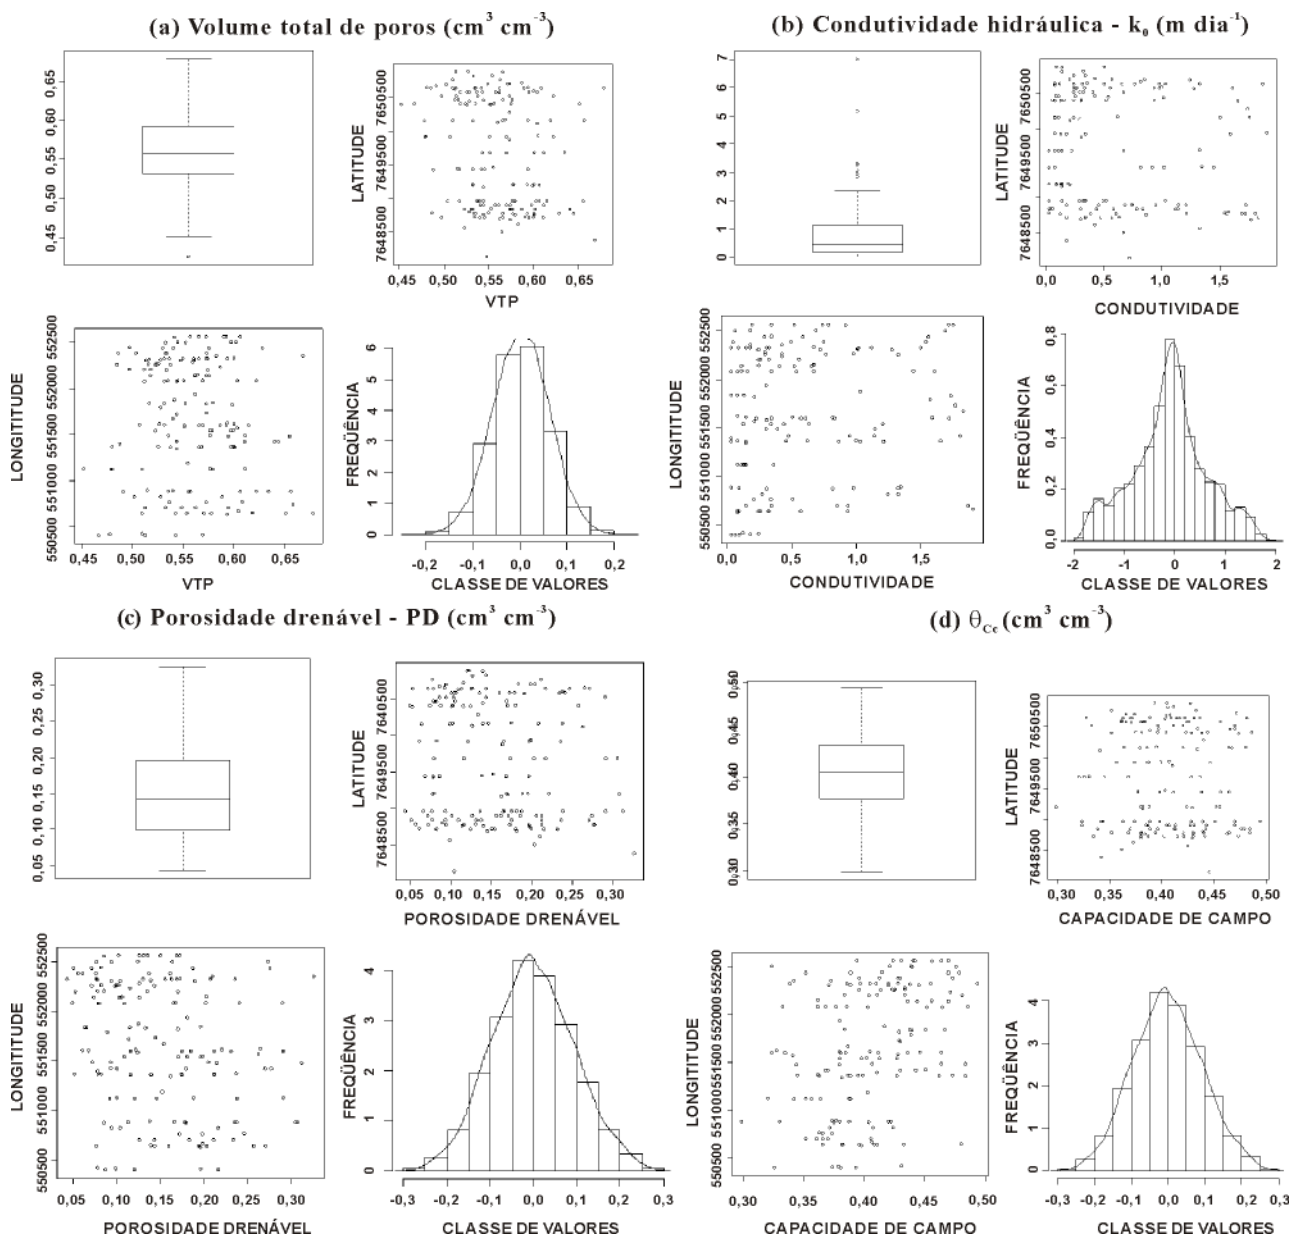 (a) Volume total de poros (cm³ cm⁻³)
0,65
0,60
0,55
0,50
0,45
LATITUDE
7650500
7649500
7648500
0,45 0,50 0,55 0,60 0,65
VTP
LONGITITUDE
552500
552000
551500
551000
550500
0,45 0,50 0,55 0,60 0,65
VTP
FREQÜÊNCIA
6
5
4
3
2
1
0
-0,2 -0,1 0,0 0,1 0,2
CLASSE DE VALORES
(b) Condutividade hidráulica - k₀ (m dia⁻¹)
7
6
5
4
3
2
1
0
LATITUDE
7650500
7649500
7648500
0,0 0,5 1,0 1,5
CONDUTIVIDADE
LONGITITUDE
552500
552000
551500
551000
550500
0,0 0,5 1,0 1,5
CONDUTIVIDADE
FREQÜÊNCIA
0,8
0,6
0,4
0,2
0,0
-2 -1 0 1 2
CLASSE DE VALORES
(c) Porosidade drenável - PD (cm³ cm⁻³)
0,30
0,25
0,20
0,15
0,10
0,05
LATITUDE
7640500
7649500
7649500
7648500
0,05 0,10 0,15 0,20 0,25 0,30
POROSIDADE DRENÁVEL
LONGITITUDE
552500
552000
551500
551000
550500
0,05 0,10 0,15 0,20 0,25 0,30
POROSIDADE DRENÁVEL
FREQÜÊNCIA
4
3
2
1
0
-0,3 -0,2 -0,1 0,0 0,1 0,2 0,3
CLASSE DE VALORES
(d) θCc (cm³ cm⁻³)
0,50
0,45
0,40
0,35
0,30
LATITUDE
7650500
7649500
7648500
0,30 0,35 0,40 0,45 0,50
CAPACIDADE DE CAMPO
LONGITITUDE
552500
552000
551500
551000
550500
0,30 0,35 0,40 0,45 0,50
CAPACIDADE DE CAMPO
FREQÜÊNCIA
4
3
2
1
0
-0,3 -0,2 -0,1 0,0 0,1 0,2 0,3
CLASSE DE VALORES